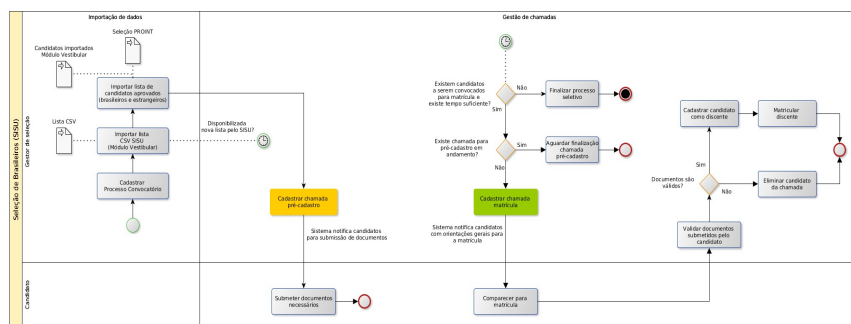 Seleção de Brasileiros (SISU)
Gestor de seleção
Candidato
Importação de dados
Gestão de chamadas
Seleção PROINT
Candidatos importados
Módulo Vestibular
Importar lista de
candidatos aprovados
(brasileiros e estrangeiros)
Lista CSV
Importar lista
CSV SISU
(Módulo Vestibular)
Cadastrar
Processo Convocatório
Disponibilizada
nova lista pelo SISU?
Cadastrar chamada
pré-cadastro
Sistema notifica candidatos
para submissão de documentos
Submeter documentos
necessários
Existem candidatos
a serem convocados
para matrícula e
existe tempo suficiente?
Não
Sim
Finalizar processo
seletivo
Existe chamada para
pré-cadastro em
andamento?
Sim
Não
Aguardar finalização
chamada
pré-cadastro
Cadastrar chamada
matrícula
Sistema notifica candidatos
com orientações gerais para
a matrícula
Comparecer para
matrícula
Cadastrar candidato
como discente
Matricular
discente
Sim
Documentos são
válidos?
Não
Eliminar candidato
da chamada
Validar documentos
submetidos pelo
candidato